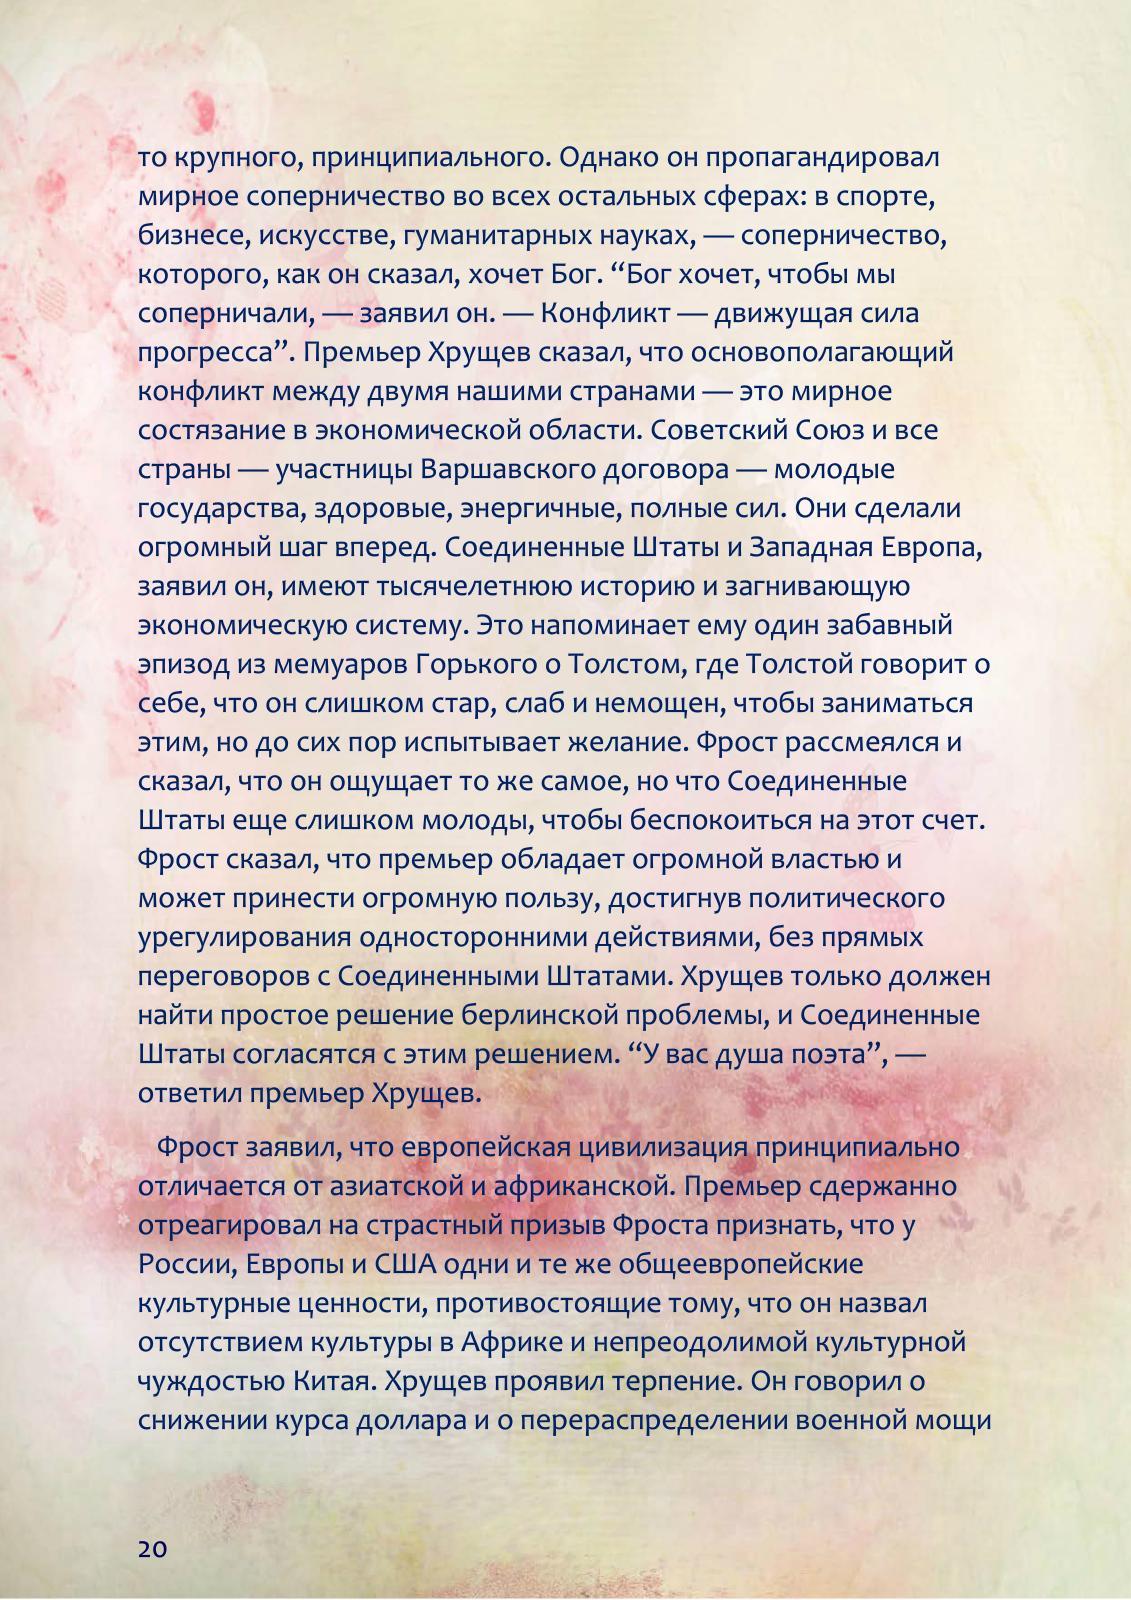 то крупного, принципиального. Однако он пропагандировал
мирное соперничество во всех остальных сферах: в спорте,
бизнесе, искусстве, гуманитарных науках, — соперничество,
которого, как он сказал, хочет Бог. “Бог хочет, чтобы мы
соперничали, — заявил он. — Конфликт — движущая сила
прогресса”. Премьер Хрущев сказал, что основополагающий
конфликт между двумя нашими странами — это мирное
состязание в экономической области. Советский Союз и все
страны — участницы Варшавского договора — молодые
государства, здоровые, энергичные, полные сил. Они сделали
огромный шаг вперед. Соединенные Штаты и Западная Европа,
заявил он, имеют тысячелетнюю историю и загнивающую
экономическую систему. Это напоминает ему один забавный
эпизод из мемуаров Горького о Толстом, где Толстой говорит о
себе, что он слишком стар, слаб и немощен, чтобы заниматься
этим, но до сих пор испытывает желание. Фрост рассмеялся и
сказал, что он ощущает то же самое, но что Соединенные
Штаты еще слишком молоды, чтобы беспокоиться на этот счет.
Фрост сказал, что премьер обладает огромной властью и
может принести огромную пользу, достигнув политического
урегулирования односторонними действиями, без прямых
переговоров с Соединенными Штатами. Хрущев только должен
найти простое решение берлинской проблемы, и Соединенные
Штаты согласятся с этим решением. “У вас душа поэта”, —
ответил премьер Хрущев.
Фрост заявил, что европейская цивилизация принципиально
отличается от азиатской и африканской. Премьер сдержанно
отреагировал на страстный призыв Фроста признать, что у
России, Европы и США одни и те же общеевропейские
культурные ценности, противостоящие тому, что он назвал
отсутствием культуры в Африке и непреодолимой культурной
чуждостью Китая. Хрущев проявил терпение. Он говорил о
снижении курса доллара и о перераспределении военной мощи
20